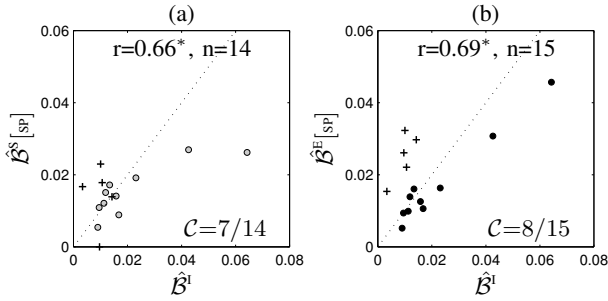 (a)
r=0.66*, n=14
0.06
0.04
0.02
0
0
0.02
0.04
0.06
0.08
𝓑̂ˢ[SP]
𝓑̂ᴵ
𝒞=7/14
(b)
r=0.69*, n=15
0.06
0.04
0.02
0
0
0.02
0.04
0.06
0.08
𝓑̂ᴱ[SP]
𝓑̂ᴵ
𝒞=8/15